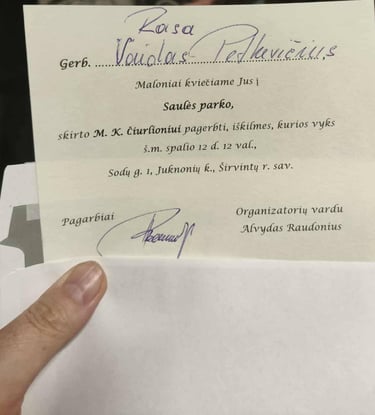 Rasa
Gerb. Vaidas Petkevičius
Maloniai kviečiame Jus į
Saulės parko,
skirto M. K. Čiurlioniui pagerbti, iškilmes, kurios vyks
š.m. spalio 12 d. 12 val.,
Sodų g. 1, Juknonių k., Širvintų r. sav.
Pagarbiai
Organizatorių vardu
Alvydas Raudonius